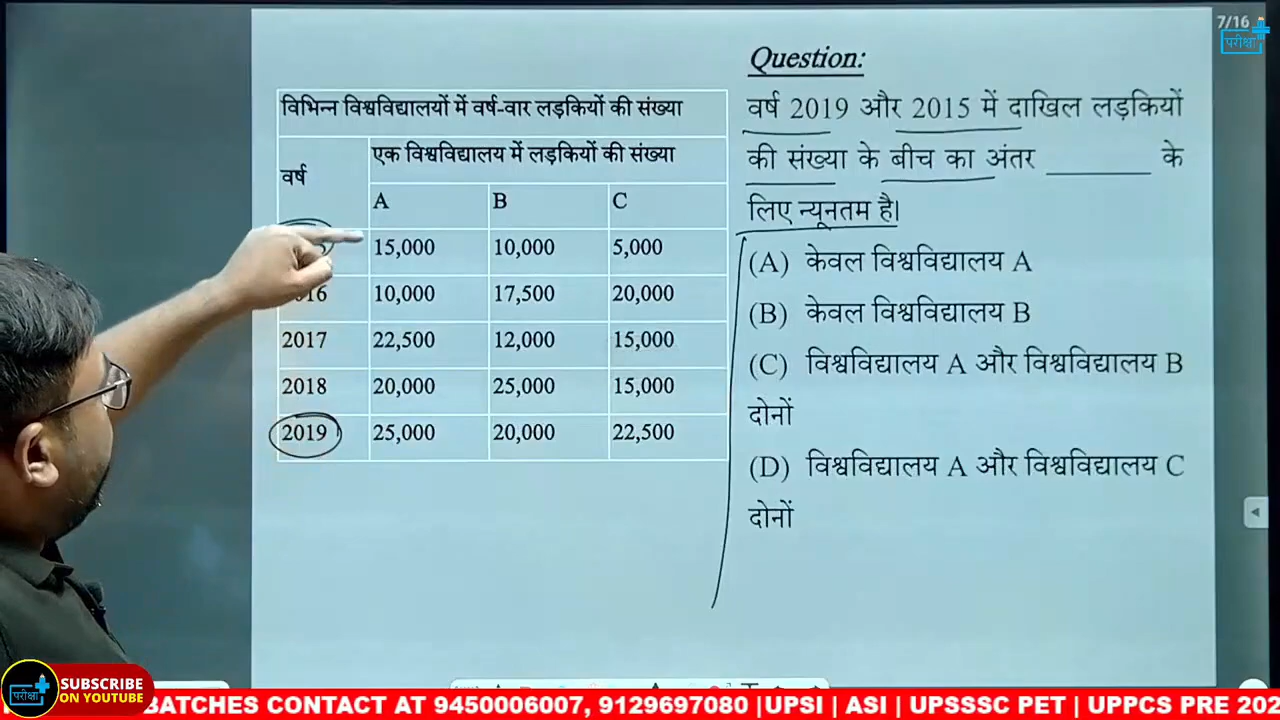 7/16
परीक्षा
Question:
वर्ष 2019 और 2015 में दाखिल लड़कियों
की संख्या के बीच का अंतर ________ के
लिए न्यूनतम है।
(A) केवल विश्वविद्यालय A
(B) केवल विश्वविद्यालय B
(C) विश्वविद्यालय A और विश्वविद्यालय B
दोनों
(D) विश्वविद्यालय A और विश्वविद्यालय C
दोनों
विभिन्न विश्वविद्यालयों में वर्ष-वार लड़कियों की संख्या
वर्ष
एक विश्वविद्यालय में लड़कियों की संख्या
A B C
15,000 10,000 5,000
10,000 17,500 20,000
2017 22,500 12,000 15,000
2018 20,000 25,000 15,000
2019 25,000 20,000 22,500
परीक्षा
SUBSCRIBE
ON YOUTUBE
BATCHES CONTACT AT 9450006007, 9129697080 |UPSI | ASI | UPSSSC PET | UPPCS PRE 202